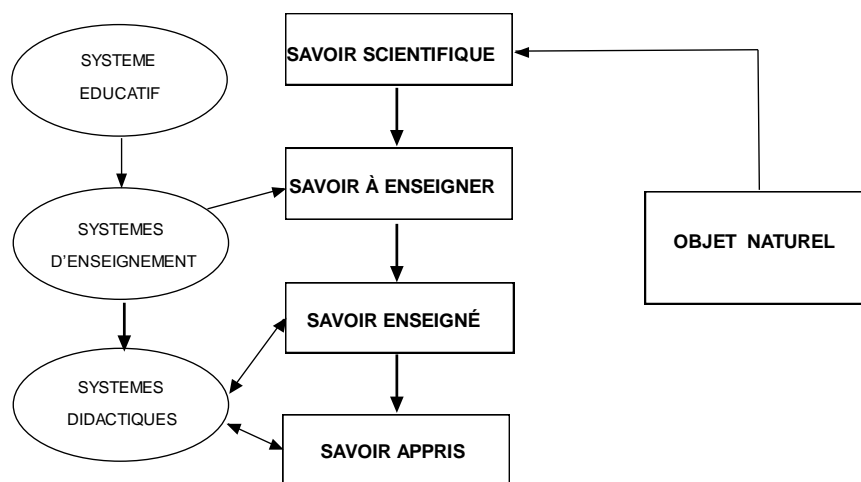 SYSTEME
EDUCATIF
SAVOIR SCIENTIFIQUE
SAVOIR À ENSEIGNER
SYSTEMES
D'ENSEIGNEMENT
OBJET NATUREL
SAVOIR ENSEIGNÉ
SYSTEMES
DIDACTIQUES
SAVOIR APPRIS